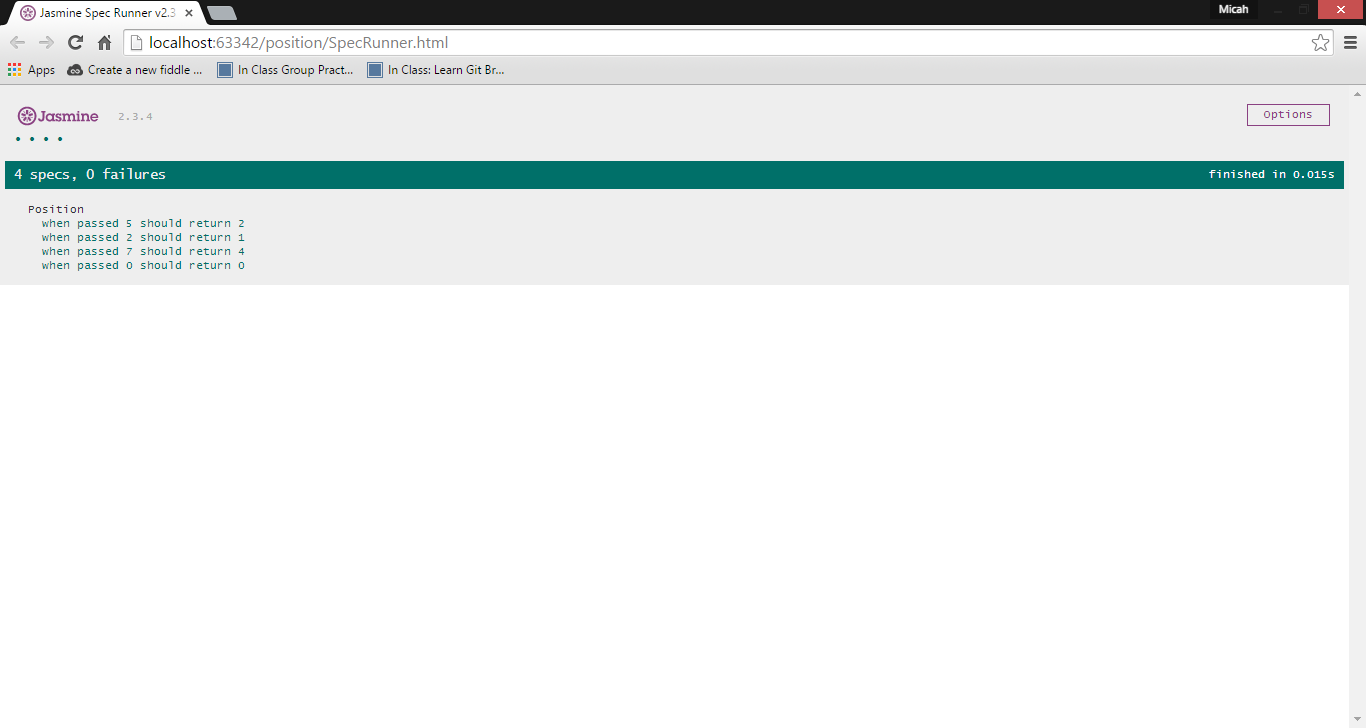 Jasmine Spec Runner v2.3
Micah
localhost:63342/position/SpecRunner.html
Apps Create a new fiddle ... In Class Group Pract... In Class: Learn Git Br...
Jasmine 2.3.4 Options
4 specs, 0 failures finished in 0.015s
Position
when passed 5 should return 2
when passed 2 should return 1
when passed 7 should return 4
when passed 0 should return 0